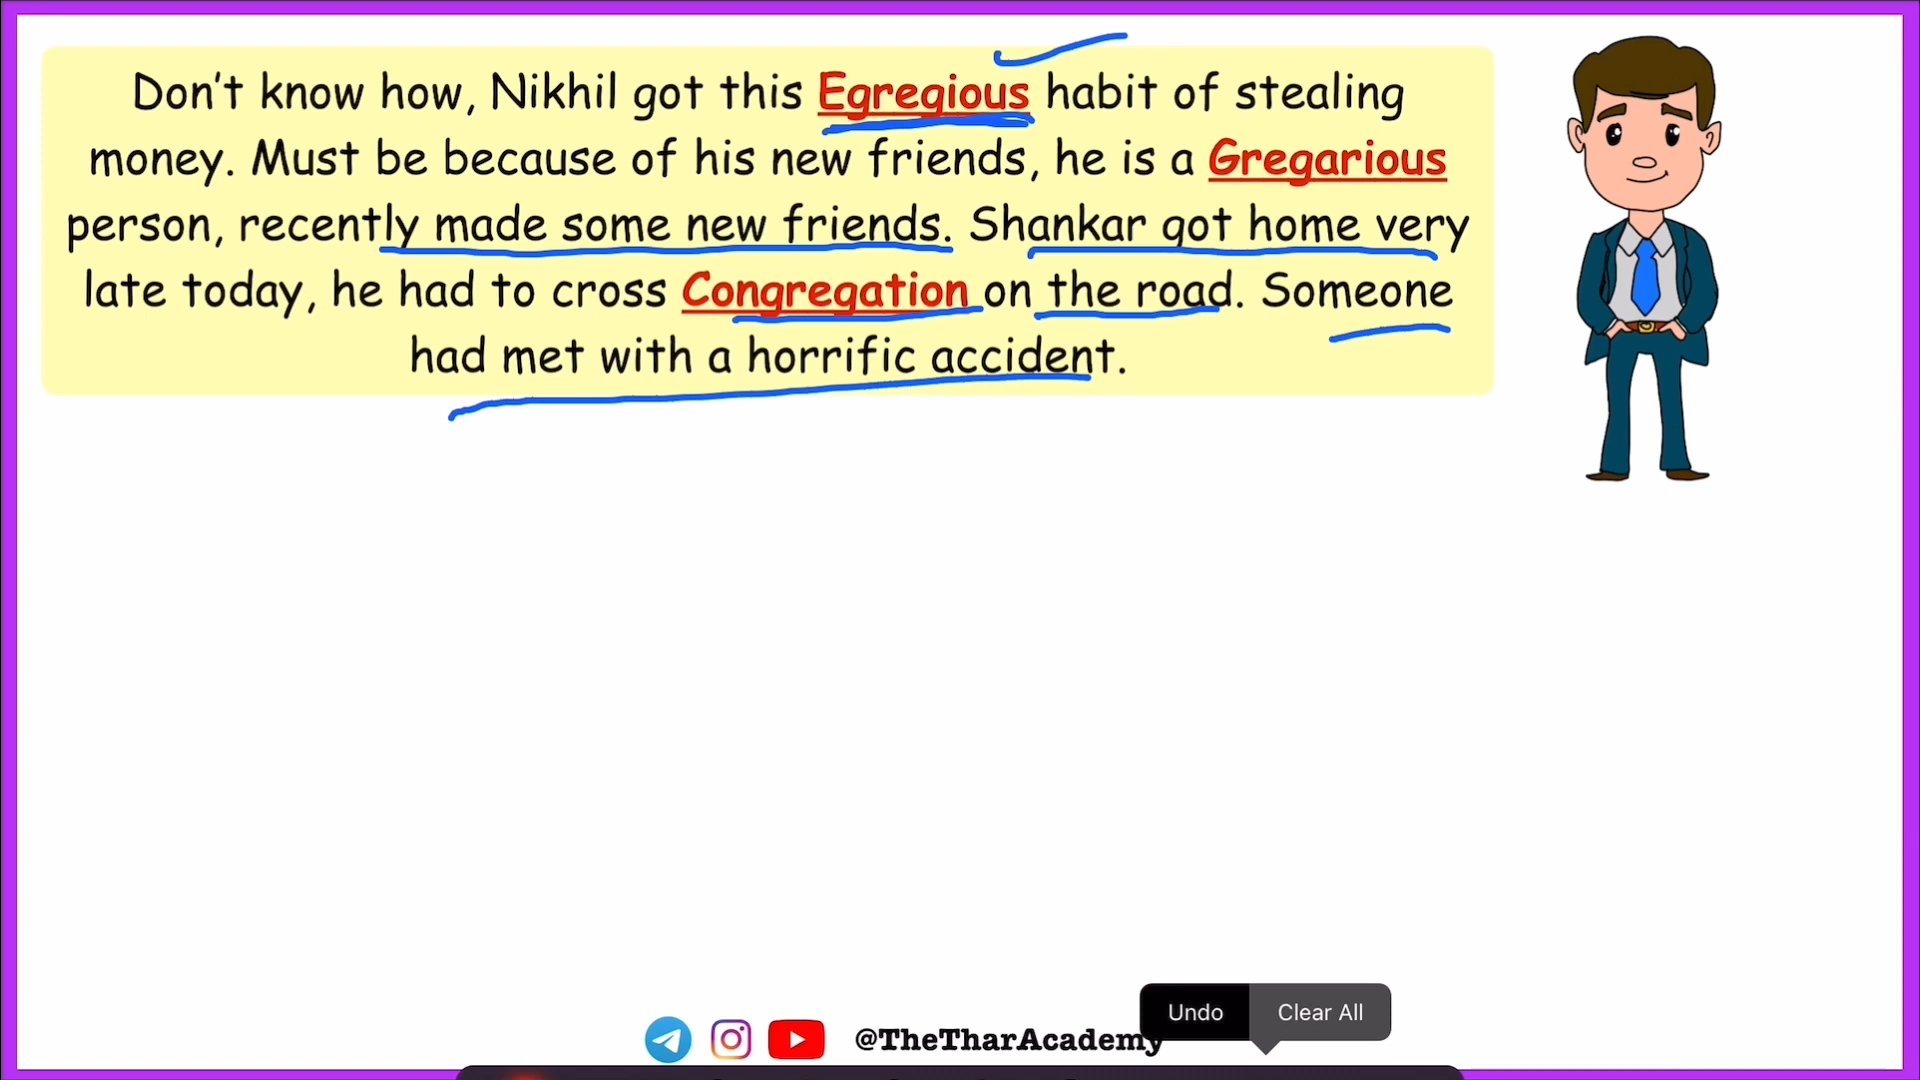 Don't know how, Nikhil got this Egregious habit of stealing
money. Must be because of his new friends, he is a Gregarious
person, recently made some new friends. Shankar got home very
late today, he had to cross Congregation on the road. Someone
had met with a horrific accident.
Undo Clear All
@TheTharAcademy